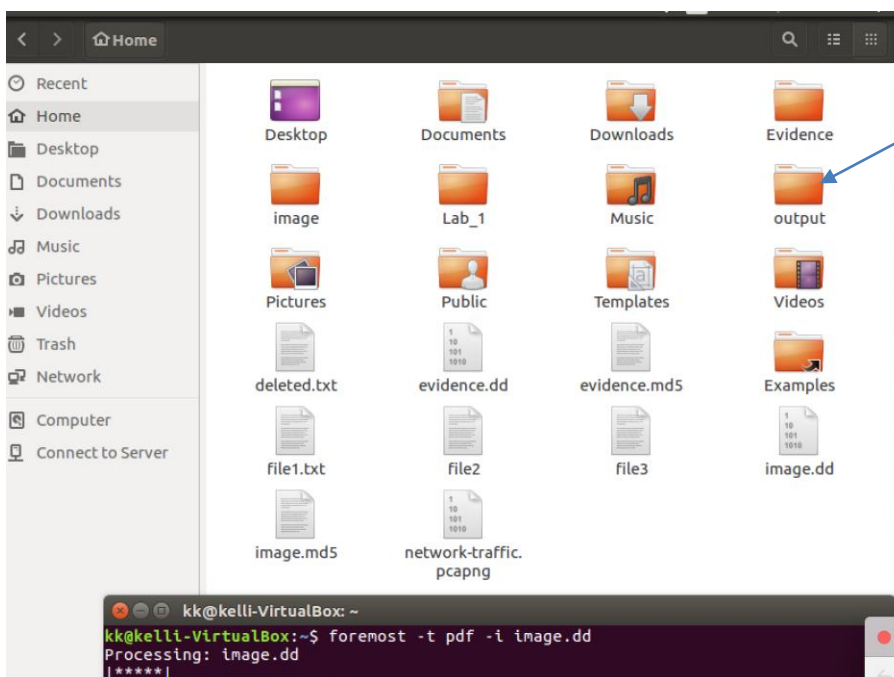 Home
Recent
Home
Desktop
Documents
Downloads
Music
Pictures
Videos
Trash
Network
Computer
Connect to Server
Desktop
Documents
Downloads
Evidence
image
Lab_1
Music
output
Pictures
Public
Templates
Videos
deleted.txt
evidence.dd
evidence.md5
Examples
file1.txt
file2
file3
image.dd
image.md5
network-traffic.
pcapng
kk@kelli-VirtualBox: ~
kk@kelli-VirtualBox:~$ foremost -t pdf -i image.dd
Processing: image.dd
|*****|